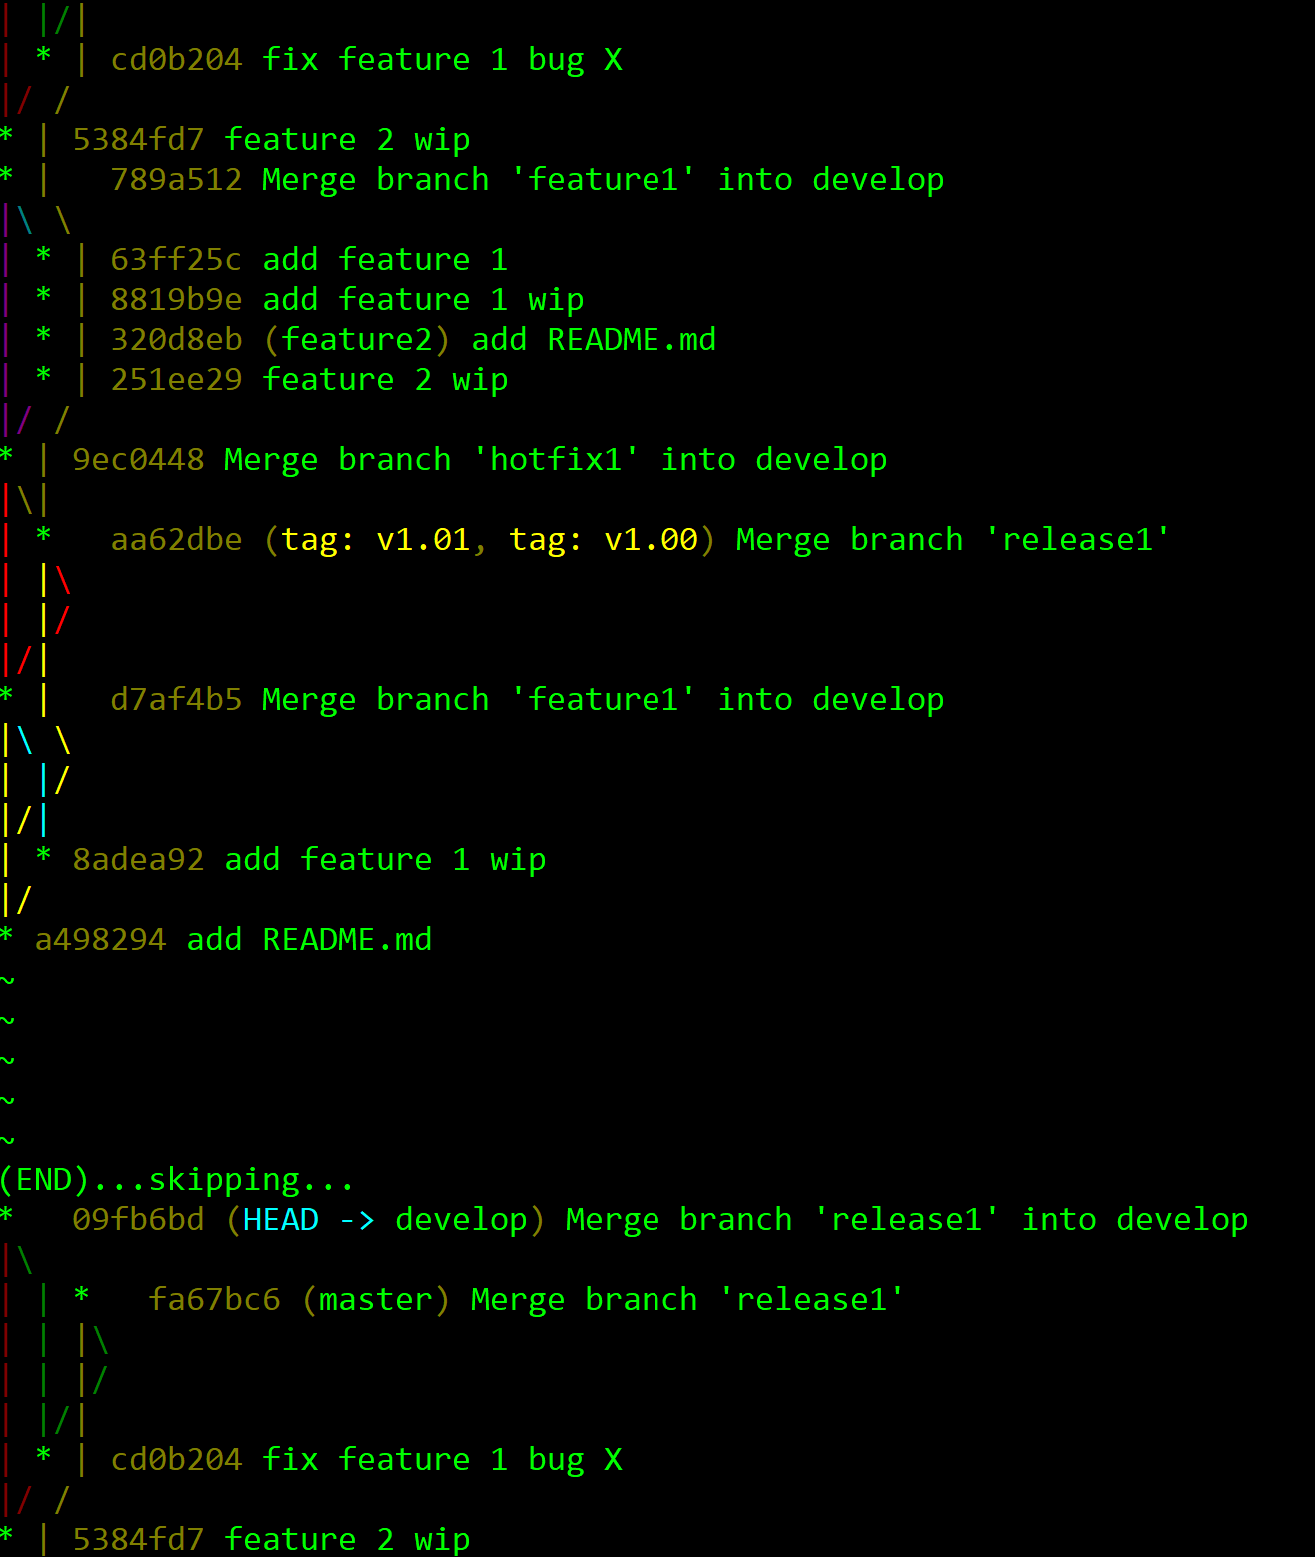 | |/|
| * | cd0b204 fix feature 1 bug X
|/ /
* | 5384fd7 feature 2 wip
* |   789a512 Merge branch 'feature1' into develop
|\ \
| * | 63ff25c add feature 1
| * | 8819b9e add feature 1 wip
| * | 320d8eb (feature2) add README.md
| * | 251ee29 feature 2 wip
|/ /
* | 9ec0448 Merge branch 'hotfix1' into develop
|\|
| *   aa62dbe (tag: v1.01, tag: v1.00) Merge branch 'release1'
| |\
| |/
|/|
* |   d7af4b5 Merge branch 'feature1' into develop
|\ \
| |/
|/|
| * 8adea92 add feature 1 wip
|/
* a498294 add README.md
~
~
~
~
~
(END)...skipping...
*   09fb6bd (HEAD -> develop) Merge branch 'release1' into develop
|\
| | *   fa67bc6 (master) Merge branch 'release1'
| | |\
| | |/
| |/|
| * | cd0b204 fix feature 1 bug X
|/ /
* | 5384fd7 feature 2 wip